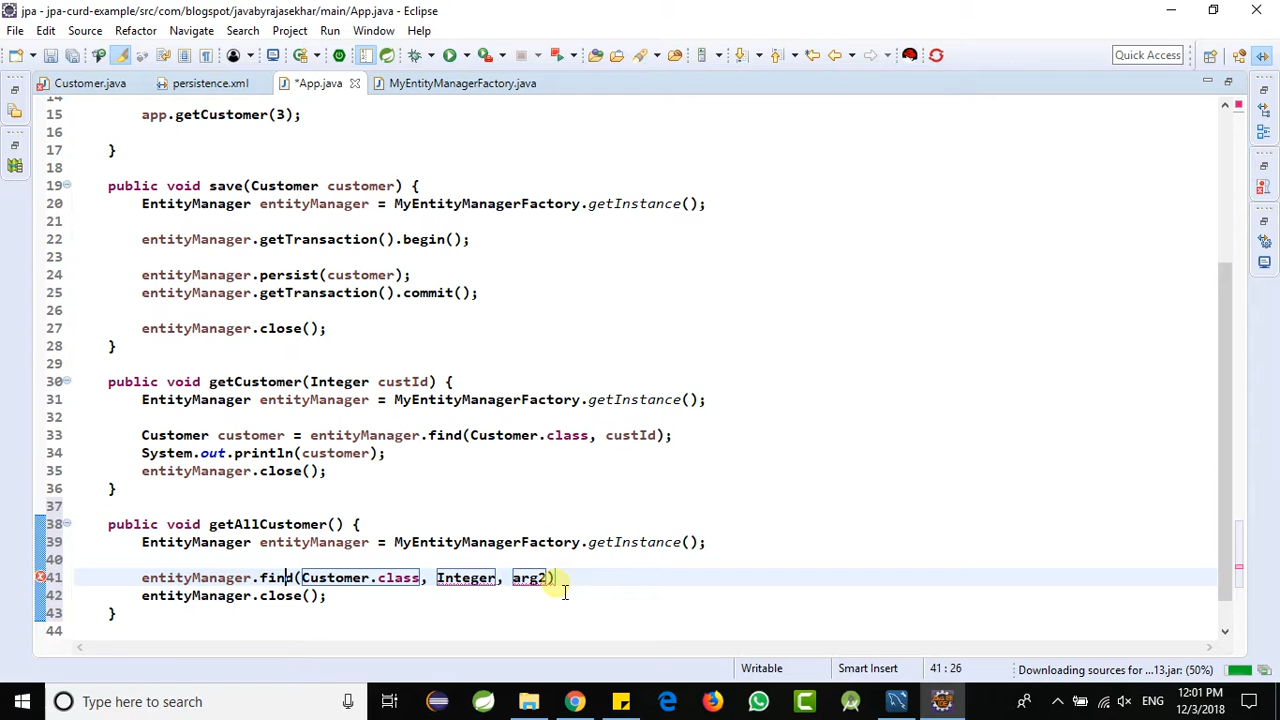 jpa - jpa-curd-example/src/com/blogspot/javabyrajasekhar/main/App.java - Eclipse
File Edit Source Refactor Navigate Search Project Run Window Help
Quick Access
Customer.java persistence.xml *App.java MyEntityManagerFactory.java
14
15 app.getCustomer(3);
16
17 }
18
19 public void save(Customer customer) {
20 EntityManager entityManager = MyEntityManagerFactory.getInstance();
21
22 entityManager.getTransaction().begin();
23
24 entityManager.persist(customer);
25 entityManager.getTransaction().commit();
26
27 entityManager.close();
28 }
29
30 public void getCustomer(Integer custId) {
31 EntityManager entityManager = MyEntityManagerFactory.getInstance();
32
33 Customer customer = entityManager.find(Customer.class, custId);
34 System.out.println(customer);
35 entityManager.close();
36 }
37
38 public void getAllCustomer() {
39 EntityManager entityManager = MyEntityManagerFactory.getInstance();
40
41 entityManager.find(Customer.class, Integer, arg2)
42 entityManager.close();
43 }
44
Writable Smart Insert 41 : 26 Downloading sources for ...13.jar: (50%)
Type here to search ENG 12:01 PM
12/3/2018